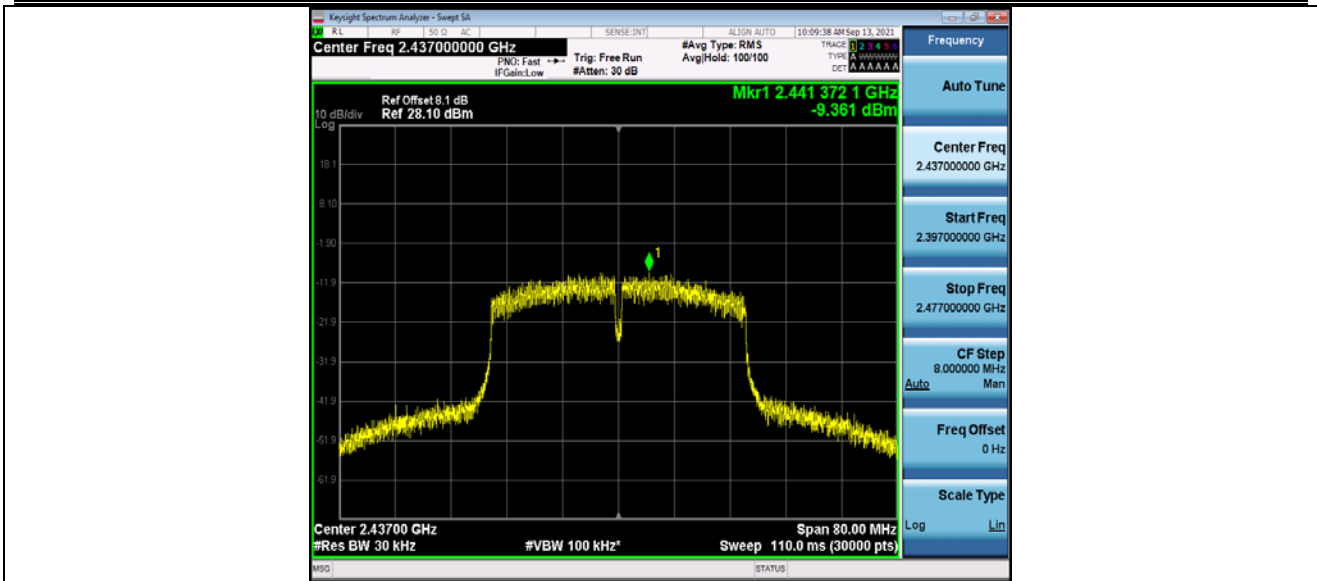 Keysight Spectrum Analyzer - Swept SA
RL RF 50 Ω AC SENSE:INT ALIGN AUTO 10:09:38 AM Sep 13, 2021
Center Freq 2.437000000 GHz
PNO: Fast
IFGain:Low
Trig: Free Run
#Atten: 30 dB
#Avg Type: RMS
Avg|Hold: 100/100
TRACE 1 2 3 4 5 6
TYPE A WWWWW
DET A A A A A A
Mkr1 2.441 372 1 GHz
-9.361 dBm
Ref Offset 8.1 dB
10 dB/div Ref 28.10 dBm
Log
18.1
8.10
-1.90
-11.9
-21.9
-31.9
-41.9
-51.9
-61.9
1
Center 2.43700 GHz Span 80.00 MHz
#Res BW 30 kHz #VBW 100 kHz* Sweep 110.0 ms (30000 pts)
MSG STATUS
Frequency
Auto Tune
Center Freq
2.437000000 GHz
Start Freq
2.397000000 GHz
Stop Freq
2.477000000 GHz
CF Step
8.000000 MHz
Auto Man
Freq Offset
0 Hz
Scale Type
Log Lin